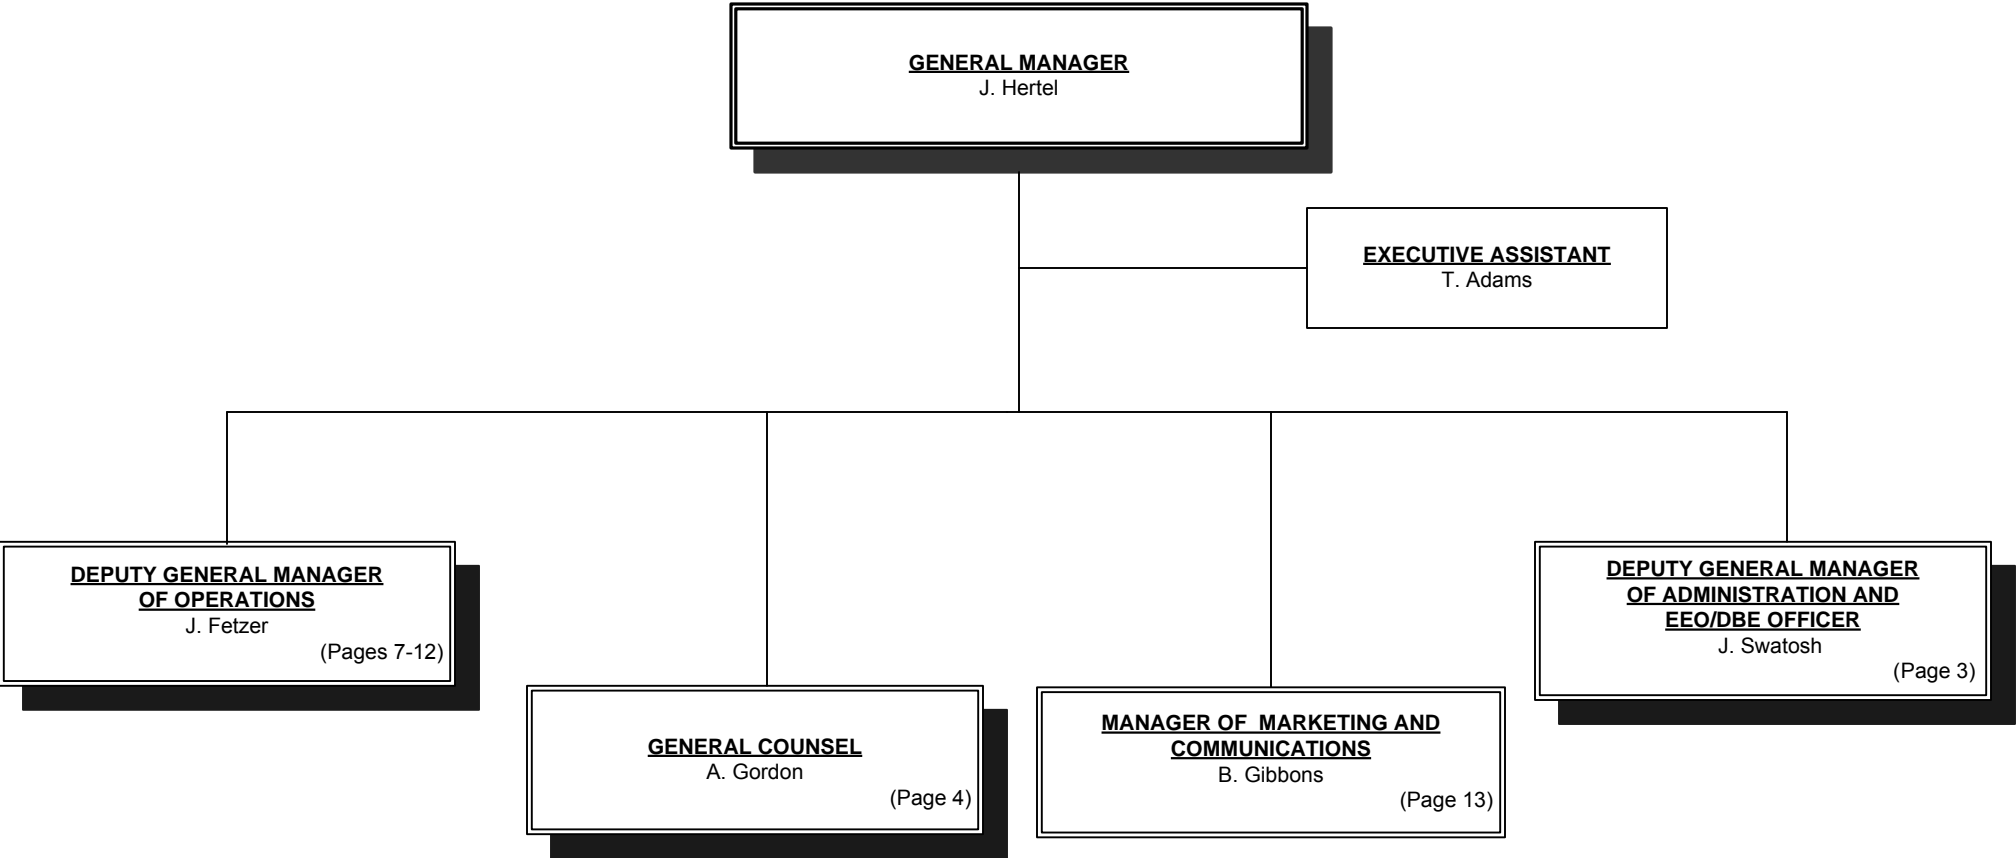 GENERAL MANAGER
J. Hertel
EXECUTIVE ASSISTANT
T. Adams
DEPUTY GENERAL MANAGER
OF OPERATIONS
J. Fetzer
(Pages 7-12)
GENERAL COUNSEL
A. Gordon
(Page 4)
MANAGER OF  MARKETING AND
COMMUNICATIONS
B. Gibbons
(Page 13)
DEPUTY GENERAL MANAGER
OF ADMINISTRATION AND
EEO/DBE OFFICER
J. Swatosh
(Page 3)